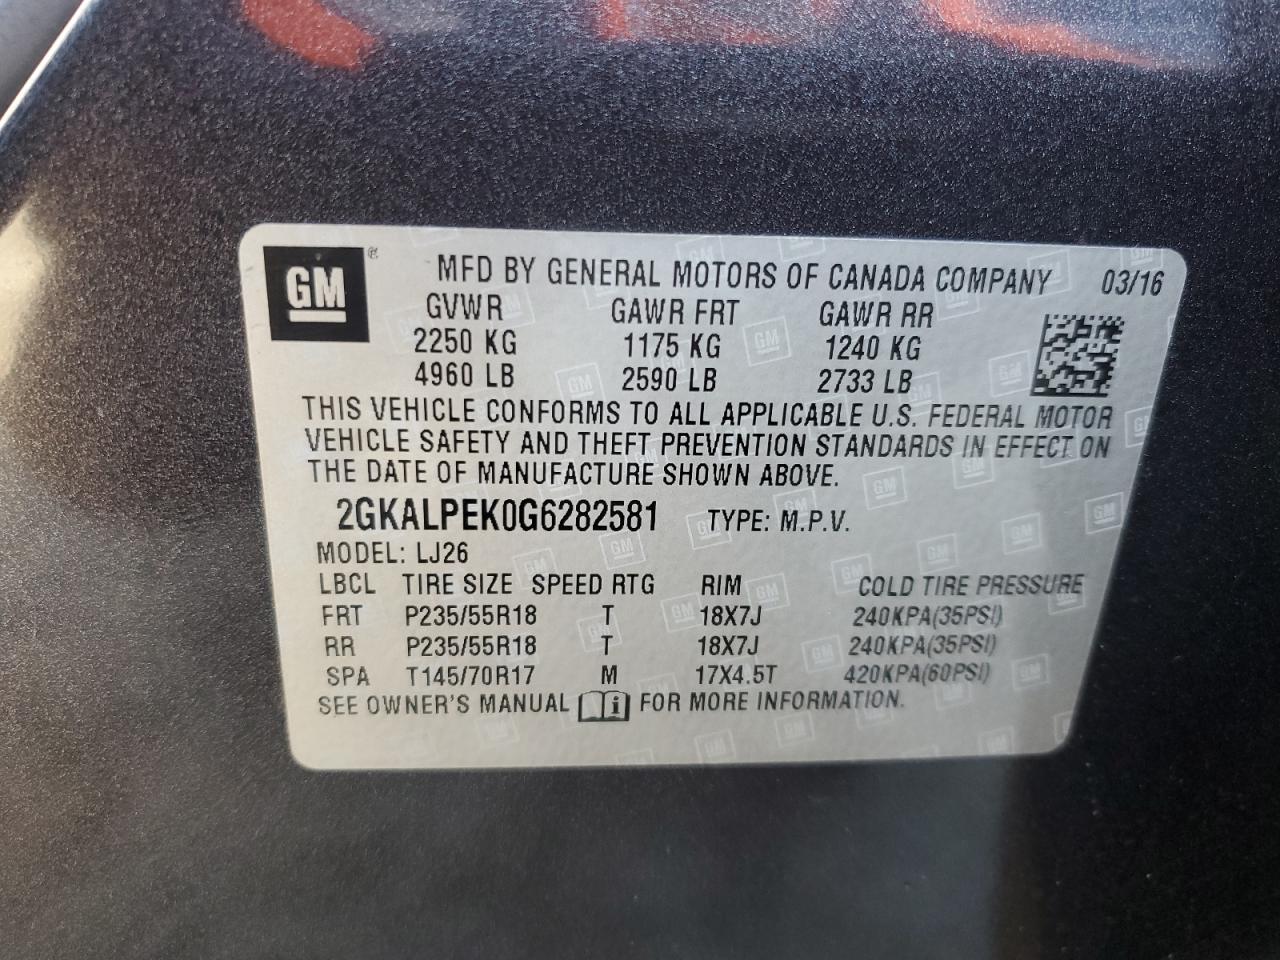 GM ® MFD BY GENERAL MOTORS OF CANADA COMPANY 03/16
GVWR GAWR FRT GAWR RR
2250 KG 1175 KG 1240 KG
4960 LB 2590 LB 2733 LB
THIS VEHICLE CONFORMS TO ALL APPLICABLE U.S. FEDERAL MOTOR
VEHICLE SAFETY AND THEFT PREVENTION STANDARDS IN EFFECT ON
THE DATE OF MANUFACTURE SHOWN ABOVE.
2GKALPEK0G6282581 TYPE: M.P.V.
MODEL: LJ26
LBCL TIRE SIZE SPEED RTG RIM COLD TIRE PRESSURE
FRT P235/55R18 T 18X7J 240KPA(35PSI)
RR P235/55R18 T 18X7J 240KPA(35PSI)
SPA T145/70R17 M 17X4.5T 420KPA(60PSI)
SEE OWNER'S MANUAL i FOR MORE INFORMATION.